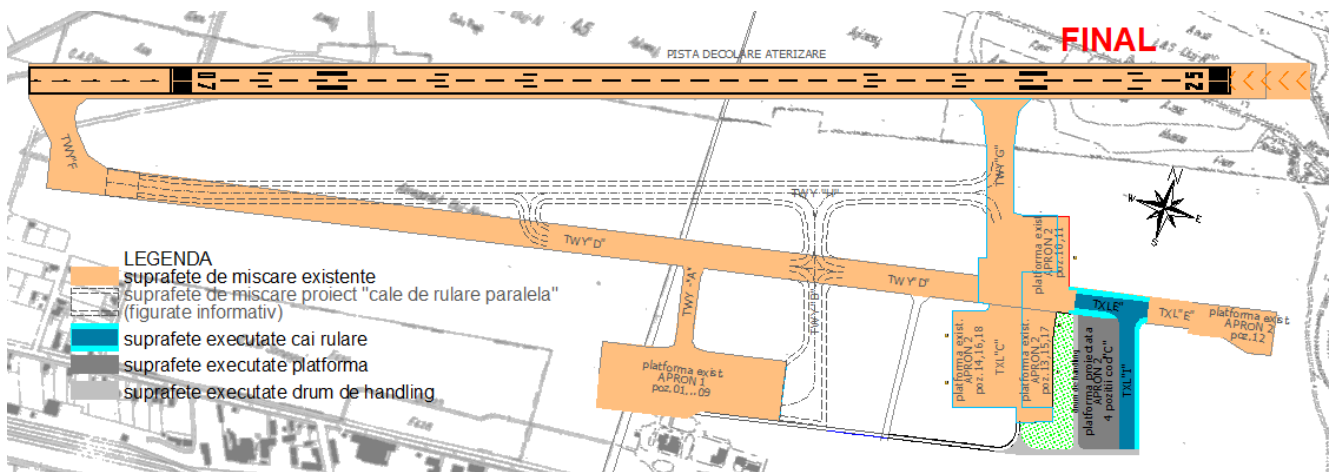 FINAL
PISTA DECOLARE ATERIZARE
45
07
25
TWY"F"
TWY"G"
TWY "H"
TWY"D"
TWY"D"
TWY "A"
N
W
E
S
platforma exist.
APRON 2
poz.10,11
TXLE"
TXL"E"
platforma exist
APRON 2
poz.12
platforma exist.
APRON 2
poz.14,16,18
TXL"C"
platforma exist.
APRON 2
poz.13,15,17
drum de handling
platforma proiectata
APRON 2
4 pozitii cod"C"
TXL"I"
platforma exist
APRON 1
poz.01...09
LEGENDA
suprafete de miscare existente
suprafete de miscare proiect "cale de rulare paralela"
(figurate informativ)
suprafete executate cai rulare
suprafete executate platforma
suprafete executate drum de handling